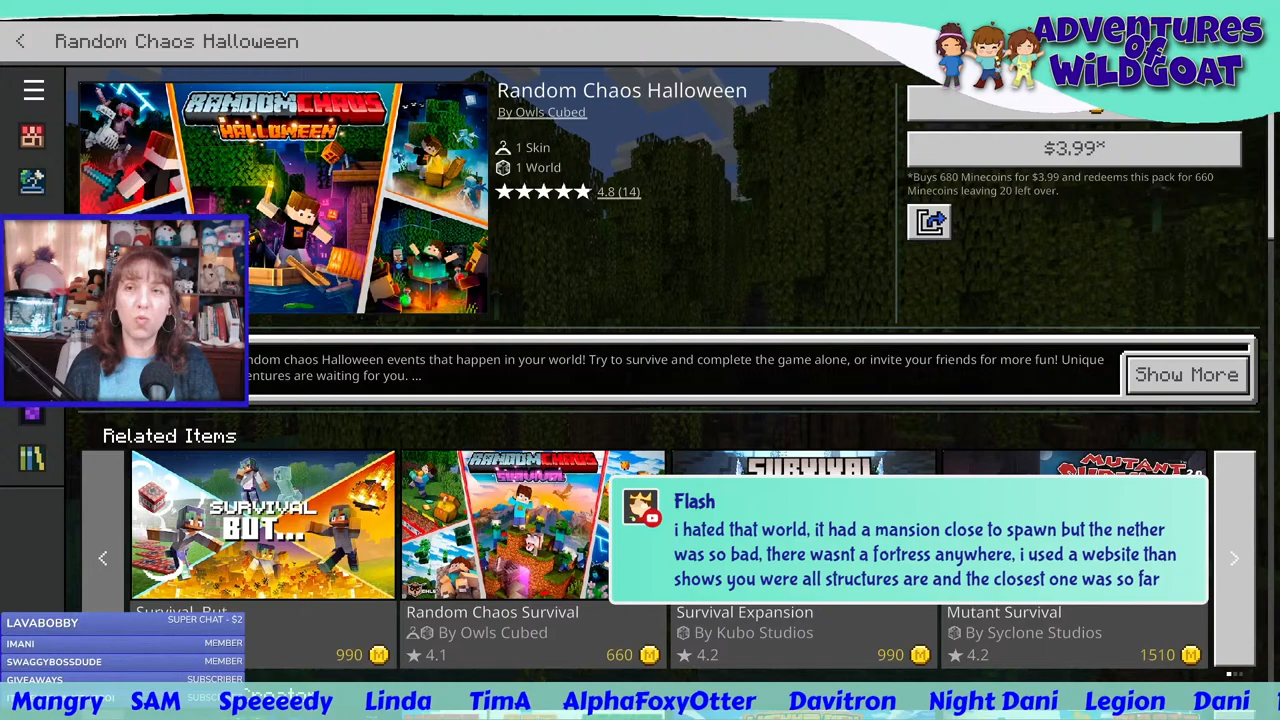 Random Chaos Halloween
ADVENTURES
OF
WILDGOAT
RANDOM CHAOS
HALLOWEEN
Random Chaos Halloween
By Owls Cubed
1 Skin
1 World
4.8 (14)
$3.99*
*Buys 680 Minecoins for $3.99 and redeems this pack for 660
Minecoins leaving 20 left over.
ndom chaos Halloween events that happen in your world! Try to survive and complete the game alone, or invite your friends for more fun! Unique
entures are waiting for you. ...
Show More
Related Items
SURVIVAL
BUT...
RANDOM CHAOS
SURVIVAL
SURVIVAL
MUTANT
Flash
i hated that world, it had a mansion close to spawn but the nether
was so bad, there wasnt a fortress anywhere, i used a website than
shows you were all structures are and the closest one was so far
Survival But...
990
Random Chaos Survival
By Owls Cubed
4.1
660
Survival Expansion
By Kubo Studios
4.2
990
Mutant Survival
By Syclone Studios
4.2
1510
LAVABOBBY SUPER CHAT - $2
IMANI MEMBER
SWAGGYBOSSDUDE MEMBER
GIVEAWAYS SUBSCRIBER
Mangry SAM Speeeedy Linda TimA AlphaFoxyOtter Davitron Night Dani Legion Dani